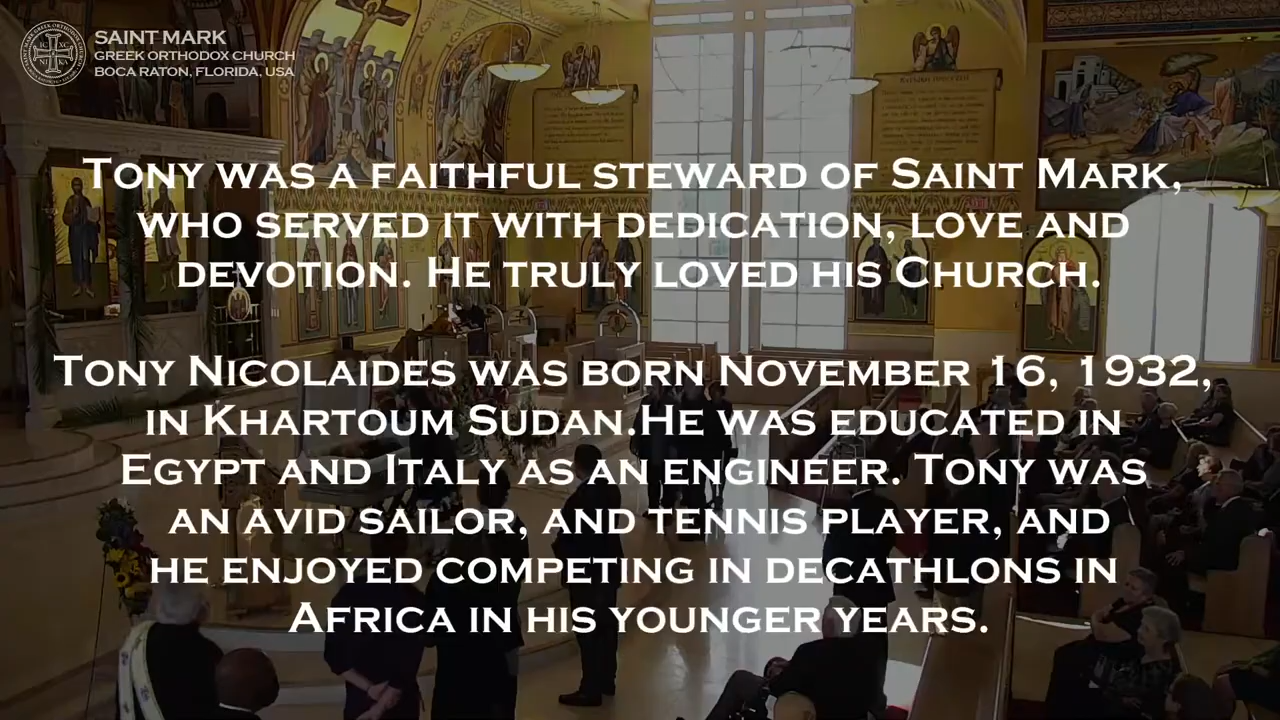 SAINT MARK
GREEK ORTHODOX CHURCH
BOCA RATON, FLORIDA, USA
TONY WAS A FAITHFUL STEWARD OF SAINT MARK,
WHO SERVED IT WITH DEDICATION, LOVE AND
DEVOTION. HE TRULY LOVED HIS CHURCH.
TONY NICOLAIDES WAS BORN NOVEMBER 16, 1932,
IN KHARTOUM SUDAN.HE WAS EDUCATED IN
EGYPT AND ITALY AS AN ENGINEER. TONY WAS
AN AVID SAILOR, AND TENNIS PLAYER, AND
HE ENJOYED COMPETING IN DECATHLONS IN
AFRICA IN HIS YOUNGER YEARS.